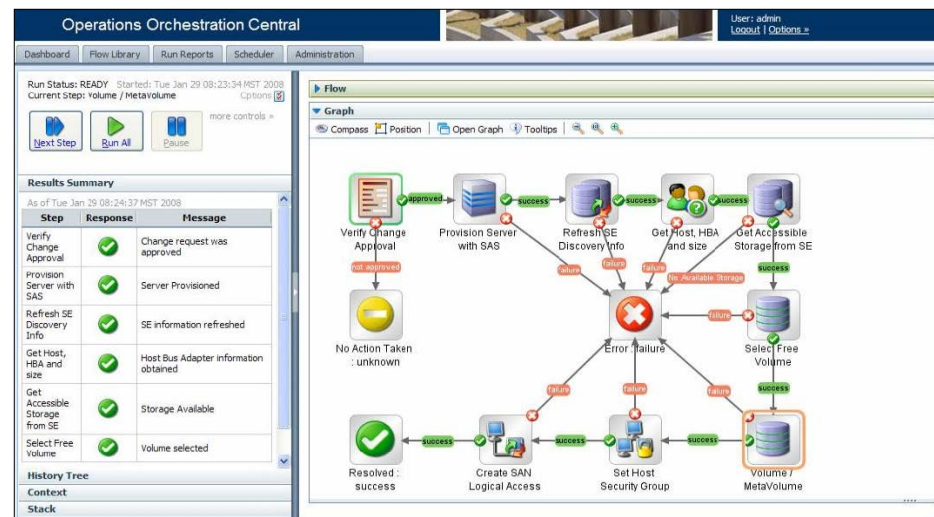 Operations Orchestration Central
User: admin
Logout | Options »
Dashboard
Flow Library
Run Reports
Scheduler
Administration
Run Status: READY Started: Tue Jan 29 08:23:34 MST 2008
Current Step: Volume / MetaVolume
Options
more controls »
Next Step
Run All
Pause
Results Summary
As of Tue Jan 29 08:24:37 MST 2008
Step Response Message
Verify
Change
Approval
Change request was
approved
Provision
Server with
SAS
Server Provisioned
Refresh SE
Discovery
Info
SE information refreshed
Get Host,
HBA and
size
Host Bus Adapter information
obtained
Get
Accessible
Storage
from SE
Storage Available
Select Free
Volume
Volume selected
History Tree
Context
Stack
Flow
Graph
Compass
Position
Open Graph
Tooltips
approved
success
success
success
Verify Change
Approval
Provision Server
with SAS
Refresh SE
Discovery Info
Get Host, HBA
and size
Get Accessible
Storage from SE
not approved
failure
failure
failure
No Available Storage
success
failure
No Action Taken
: unknown
Error : failure
Select Free
Volume
failure
failure
failure
success
success
success
success
Resolved :
success
Create SAN
Logical Access
Set Host
Security Group
Volume /
MetaVolume